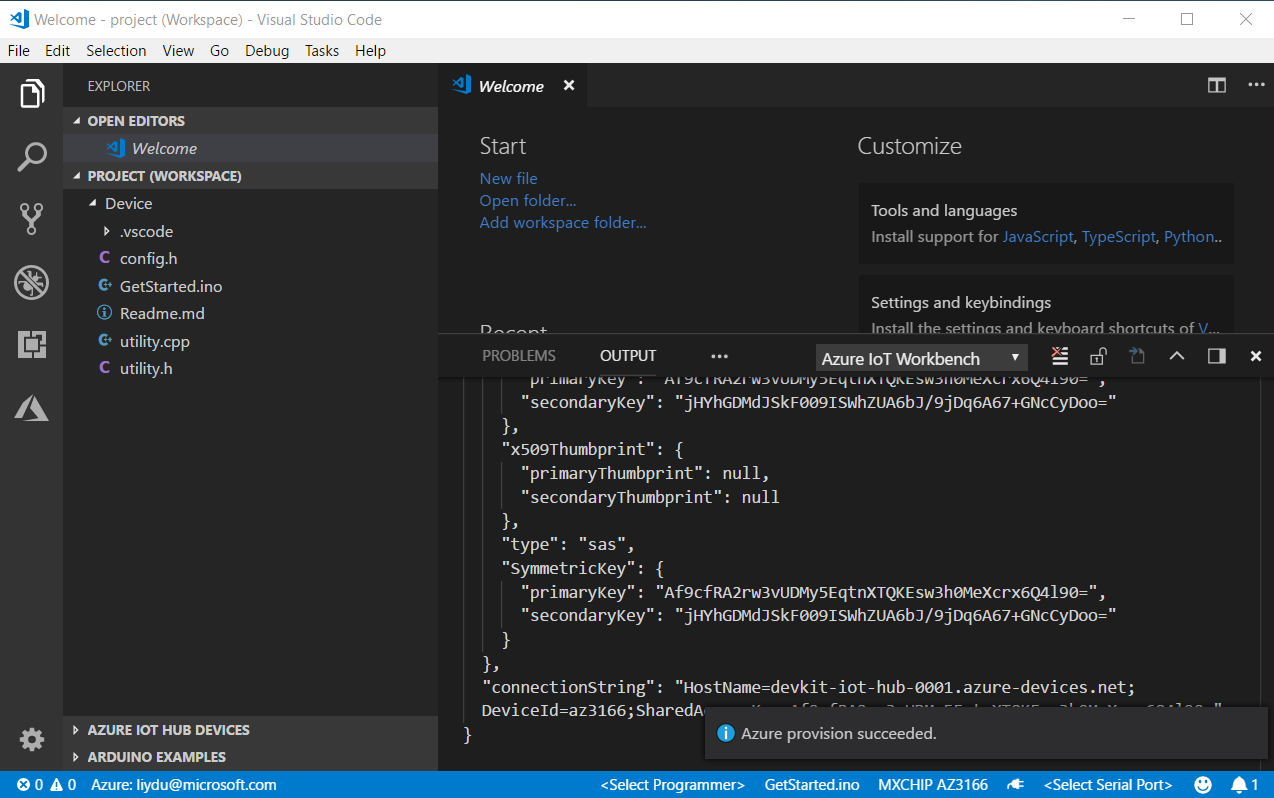 Welcome - project (Workspace) - Visual Studio Code
File Edit Selection View Go Debug Tasks Help
EXPLORER
OPEN EDITORS
Welcome
PROJECT (WORKSPACE)
Device
.vscode
config.h
GetStarted.ino
Readme.md
utility.cpp
utility.h
AZURE IOT HUB DEVICES
ARDUINO EXAMPLES
Welcome
Start
New file
Open folder...
Add workspace folder...
Recent
Customize
Tools and languages
Install support for JavaScript, TypeScript, Python..
Settings and keybindings
Install the settings and keyboard shortcuts of V...
PROBLEMS OUTPUT ••• Azure IoT Workbench
"primaryKey": "Af9cfRA2rw3vUDMy5EqtnXTQKEsw3h0MeXcrx6Q4l90=",
"secondaryKey": "jHYhGDMdJSkF009ISWhZUA6bJ/9jDq6A67+GNcCyDoo="
},
"x509Thumbprint": {
"primaryThumbprint": null,
"secondaryThumbprint": null
},
"type": "sas",
"SymmetricKey": {
"primaryKey": "Af9cfRA2rw3vUDMy5EqtnXTQKEsw3h0MeXcrx6Q4l90=",
"secondaryKey": "jHYhGDMdJSkF009ISWhZUA6bJ/9jDq6A67+GNcCyDoo="
}
},
"connectionString": "HostName=devkit-iot-hub-0001.azure-devices.net;
DeviceId=az3166;SharedA
}
Azure provision succeeded.
0 0 Azure: liydu@microsoft.com <Select Programmer> GetStarted.ino MXCHIP AZ3166 <Select Serial Port> 1